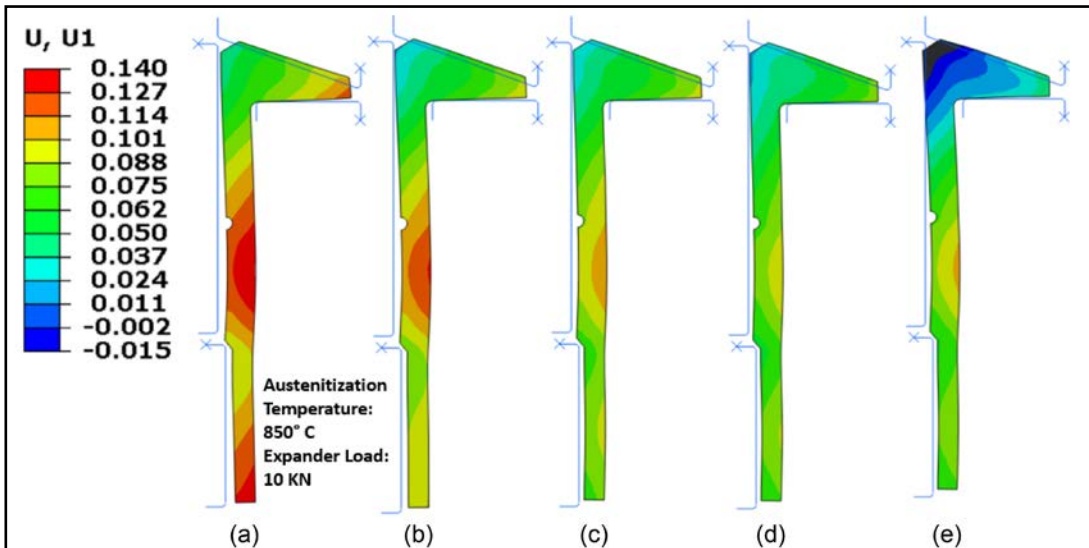 U, U1
0.140
0.127
0.114
0.101
0.088
0.075
0.062
0.050
0.037
0.024
0.011
-0.002
-0.015
Austenitization
Temperature:
850° C
Expander Load:
10 KN
(a) (b) (c) (d) (e)